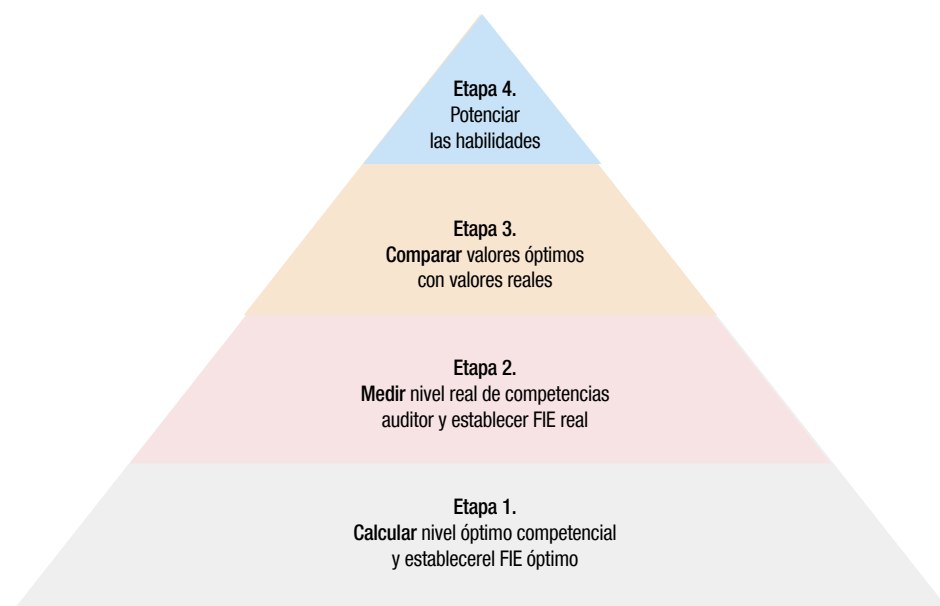 Etapa 4.
Potenciar
las habilidades
Etapa 3.
Comparar valores óptimos
con valores reales
Etapa 2.
Medir nivel real de competencias
auditor y establecer FIE real
Etapa 1.
Calcular nivel óptimo competencial
y establecerel FIE óptimo